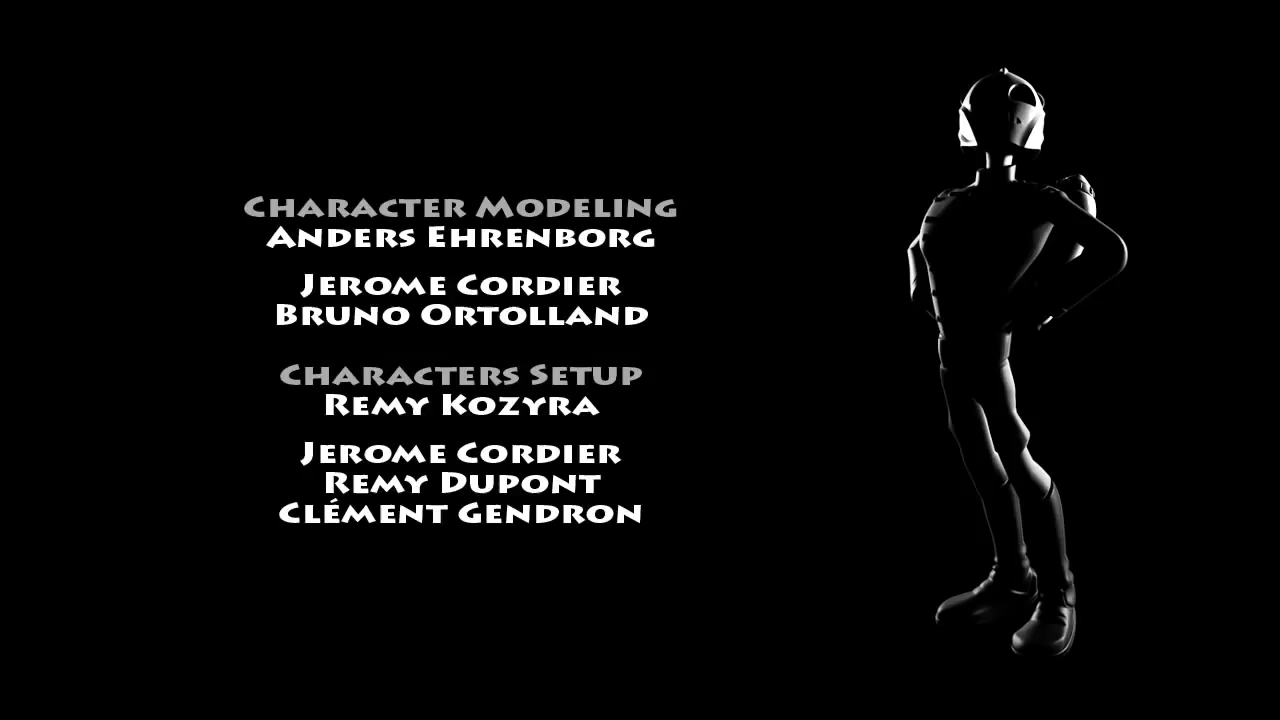 Character Modeling
Anders Ehrenborg
Jerome Cordier
Bruno Ortolland
Characters Setup
Remy Kozyra
Jerome Cordier
Remy Dupont
Clément Gendron